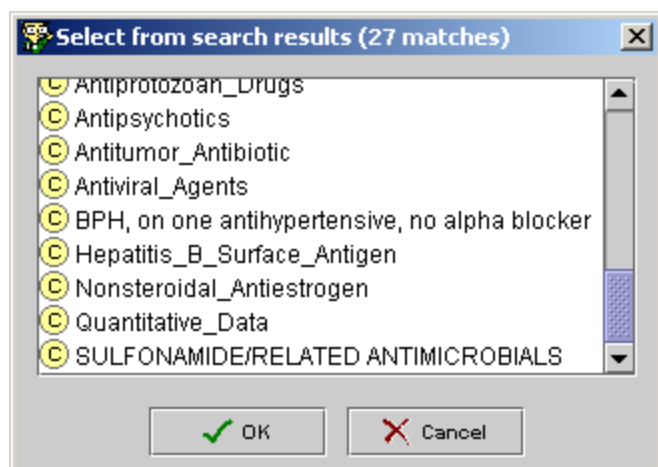 Select from search results (27 matches)
C Antiprotozoan_Drugs
C Antipsychotics
C Antitumor_Antibiotic
C Antiviral_Agents
C BPH, on one antihypertensive, no alpha blocker
C Hepatitis_B_Surface_Antigen
C Nonsteroidal_Antiestrogen
C Quantitative_Data
C SULFONAMIDE/RELATED ANTIMICROBIALS
OK Cancel